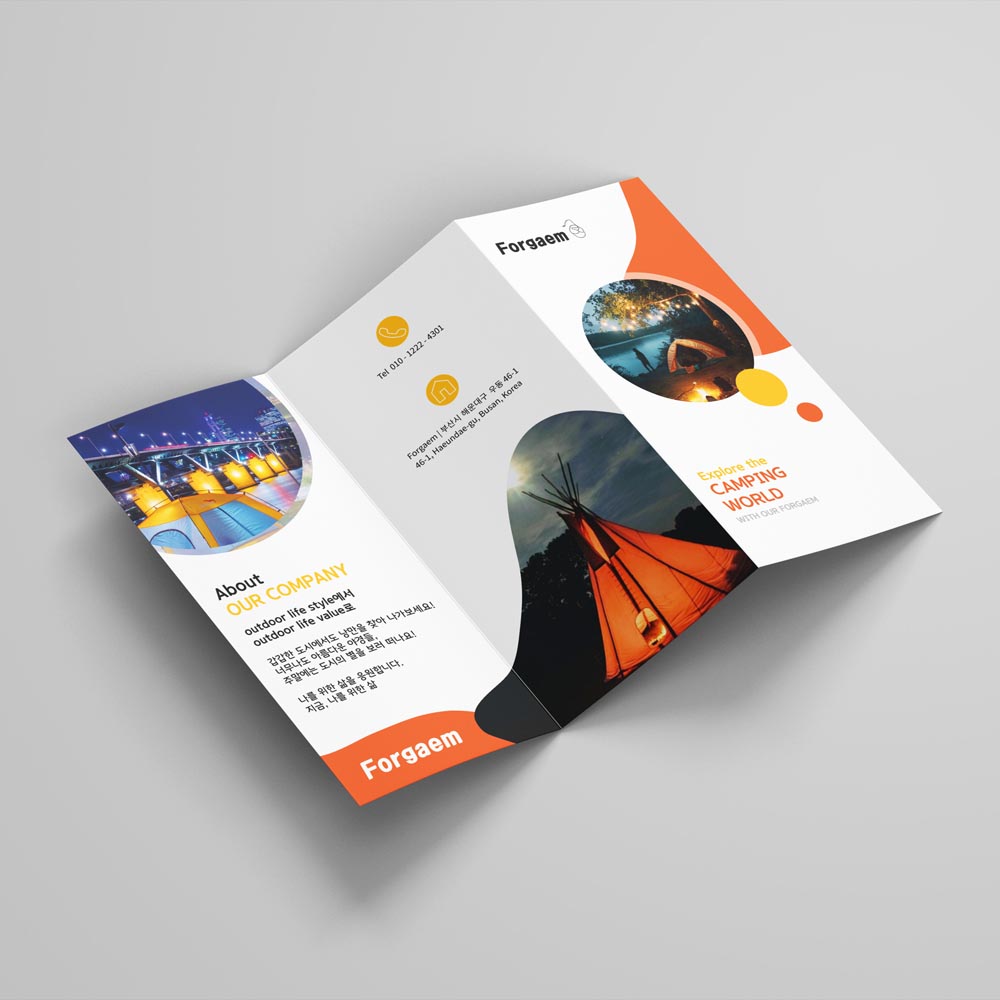 About
OUR COMPANY
outdoor life style에서
outdoor life value로
갑갑한 도시에서도 낭만을 찾아 나가보세요!
너무나도 아름다운 야경들,
주말에는 도시의 별을 보러 떠나요!
나를 위한 삶을 응원합니다.
지금, 나를 위한 삶
Forgaem
Tel 010 - 1222 - 4301
Forgaem | 부산시 해운대구 우동 46-1
46-1, Haeundae-gu, Busan, Korea
Forgaem
Explore the
CAMPING
WORLD
WITH OUR FORGAEM